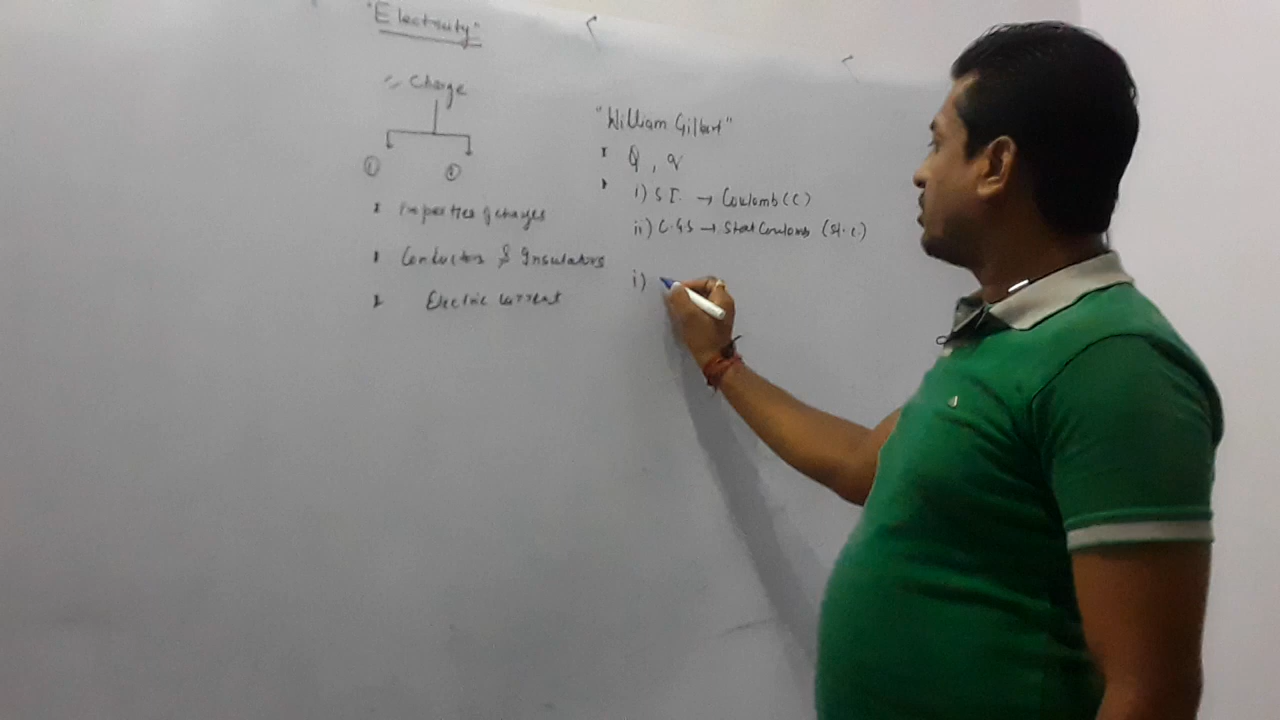 "Electricity"
Charge
① ②
Properties of charges
Conductors & Insulators
Electric current
"William Gilbert"
Q, q
i) S.I. → Coulomb (C)
ii) C.G.S → Stat Coulomb (St.C.)
i)